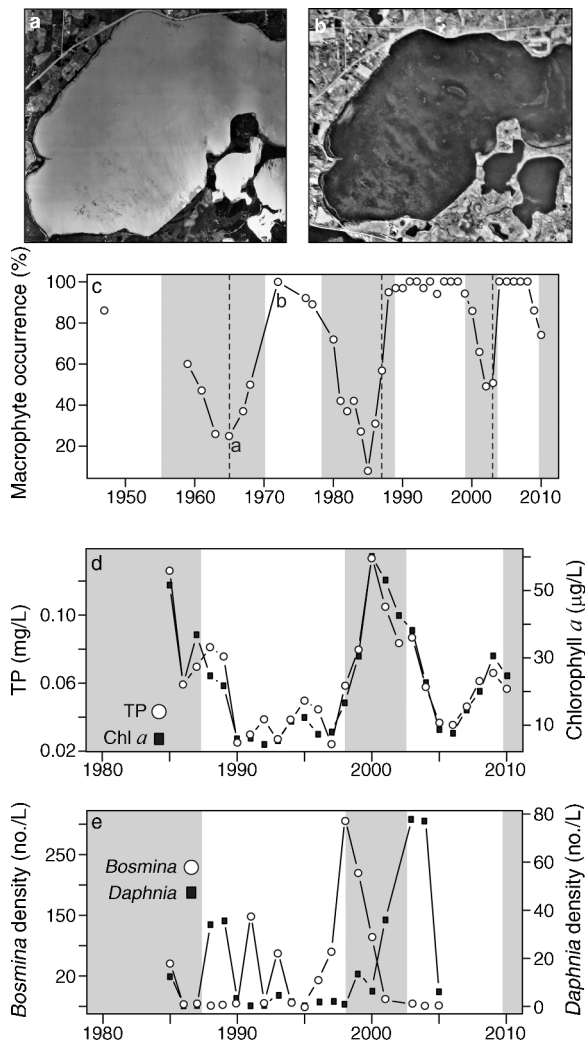 a
b
Macrophyte occurrence (%)
c
100
80
60
40
20
b
a
1950 1960 1970 1980 1990 2000 2010
d
TP (mg/L)
0.10
0.06
0.02
Chlorophyll a (µg/L)
50
30
10
TP
Chl a
1980 1990 2000 2010
e
Bosmina density (no./L)
250
150
20
Daphnia density (no./L)
80
60
40
20
0
Bosmina
Daphnia
1980 1990 2000 2010